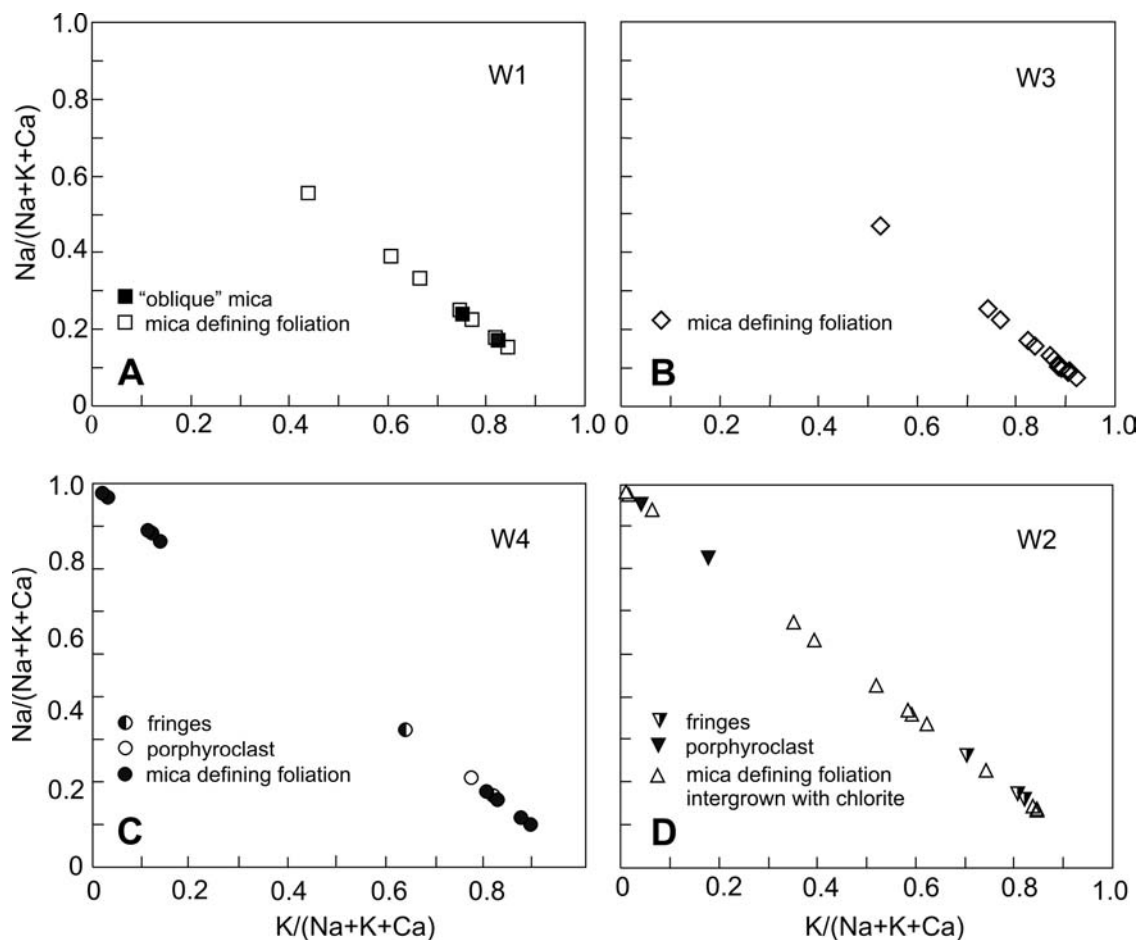 Na/(Na+K+Ca)
1.0
0.8
0.6
0.4
0.2
0
W1
"oblique" mica
mica defining foliation
A
0
0.2
0.4
0.6
0.8
1.0
W3
mica defining foliation
B
0
0.2
0.4
0.6
0.8
1.0
Na/(Na+K+Ca)
1.0
0.8
0.6
0.4
0.2
0
W4
fringes
porphyroclast
mica defining foliation
C
0
0.2
0.4
0.6
0.8
K/(Na+K+Ca)
W2
fringes
porphyroclast
mica defining foliation
intergrown with chlorite
D
0
0.2
0.4
0.6
0.8
1.0
K/(Na+K+Ca)